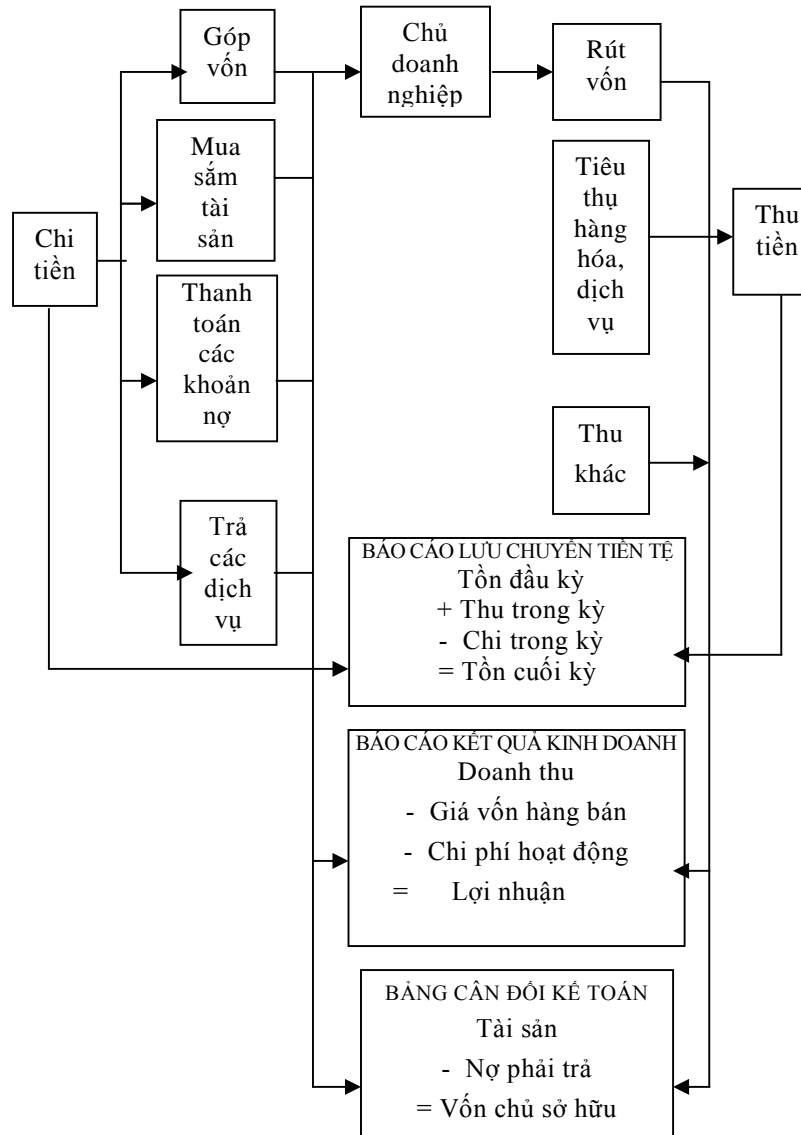 Góp
vốn
Chủ
doanh
nghiệp
Rút
vốn
Mua
sắm
tài
sản
Tiêu
thụ
hàng
hóa,
dịch
vụ
Thu
tiền
Chi
tiền
Thanh
toán
các
khoản
nợ
Thu
khác
Trả
các
dịch
vụ
BÁO CÁO LƯU CHUYỂN TIỀN TỆ
Tồn đầu kỳ
+ Thu trong kỳ
- Chi trong kỳ
= Tồn cuối kỳ
BÁO CÁO KẾT QUẢ KINH DOANH
Doanh thu
- Giá vốn hàng bán
- Chi phí hoạt động
= Lợi nhuận
BẢNG CÂN ĐỐI KẾ TOÁN
Tài sản
- Nợ phải trả
= Vốn chủ sở hữu